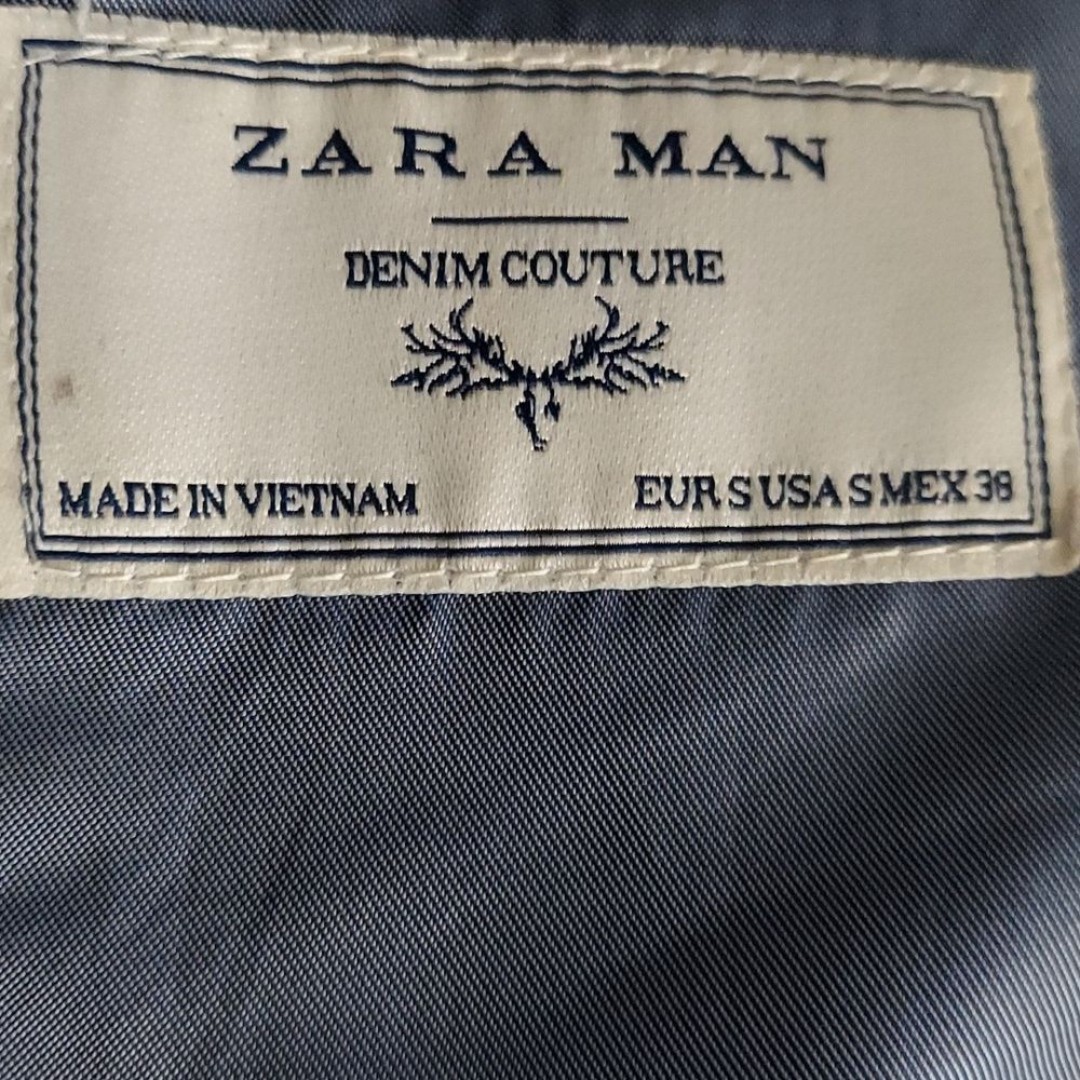 ZARA MAN
DENIM COUTURE
MADE IN VIETNAM
EUR S USA S MEX 38